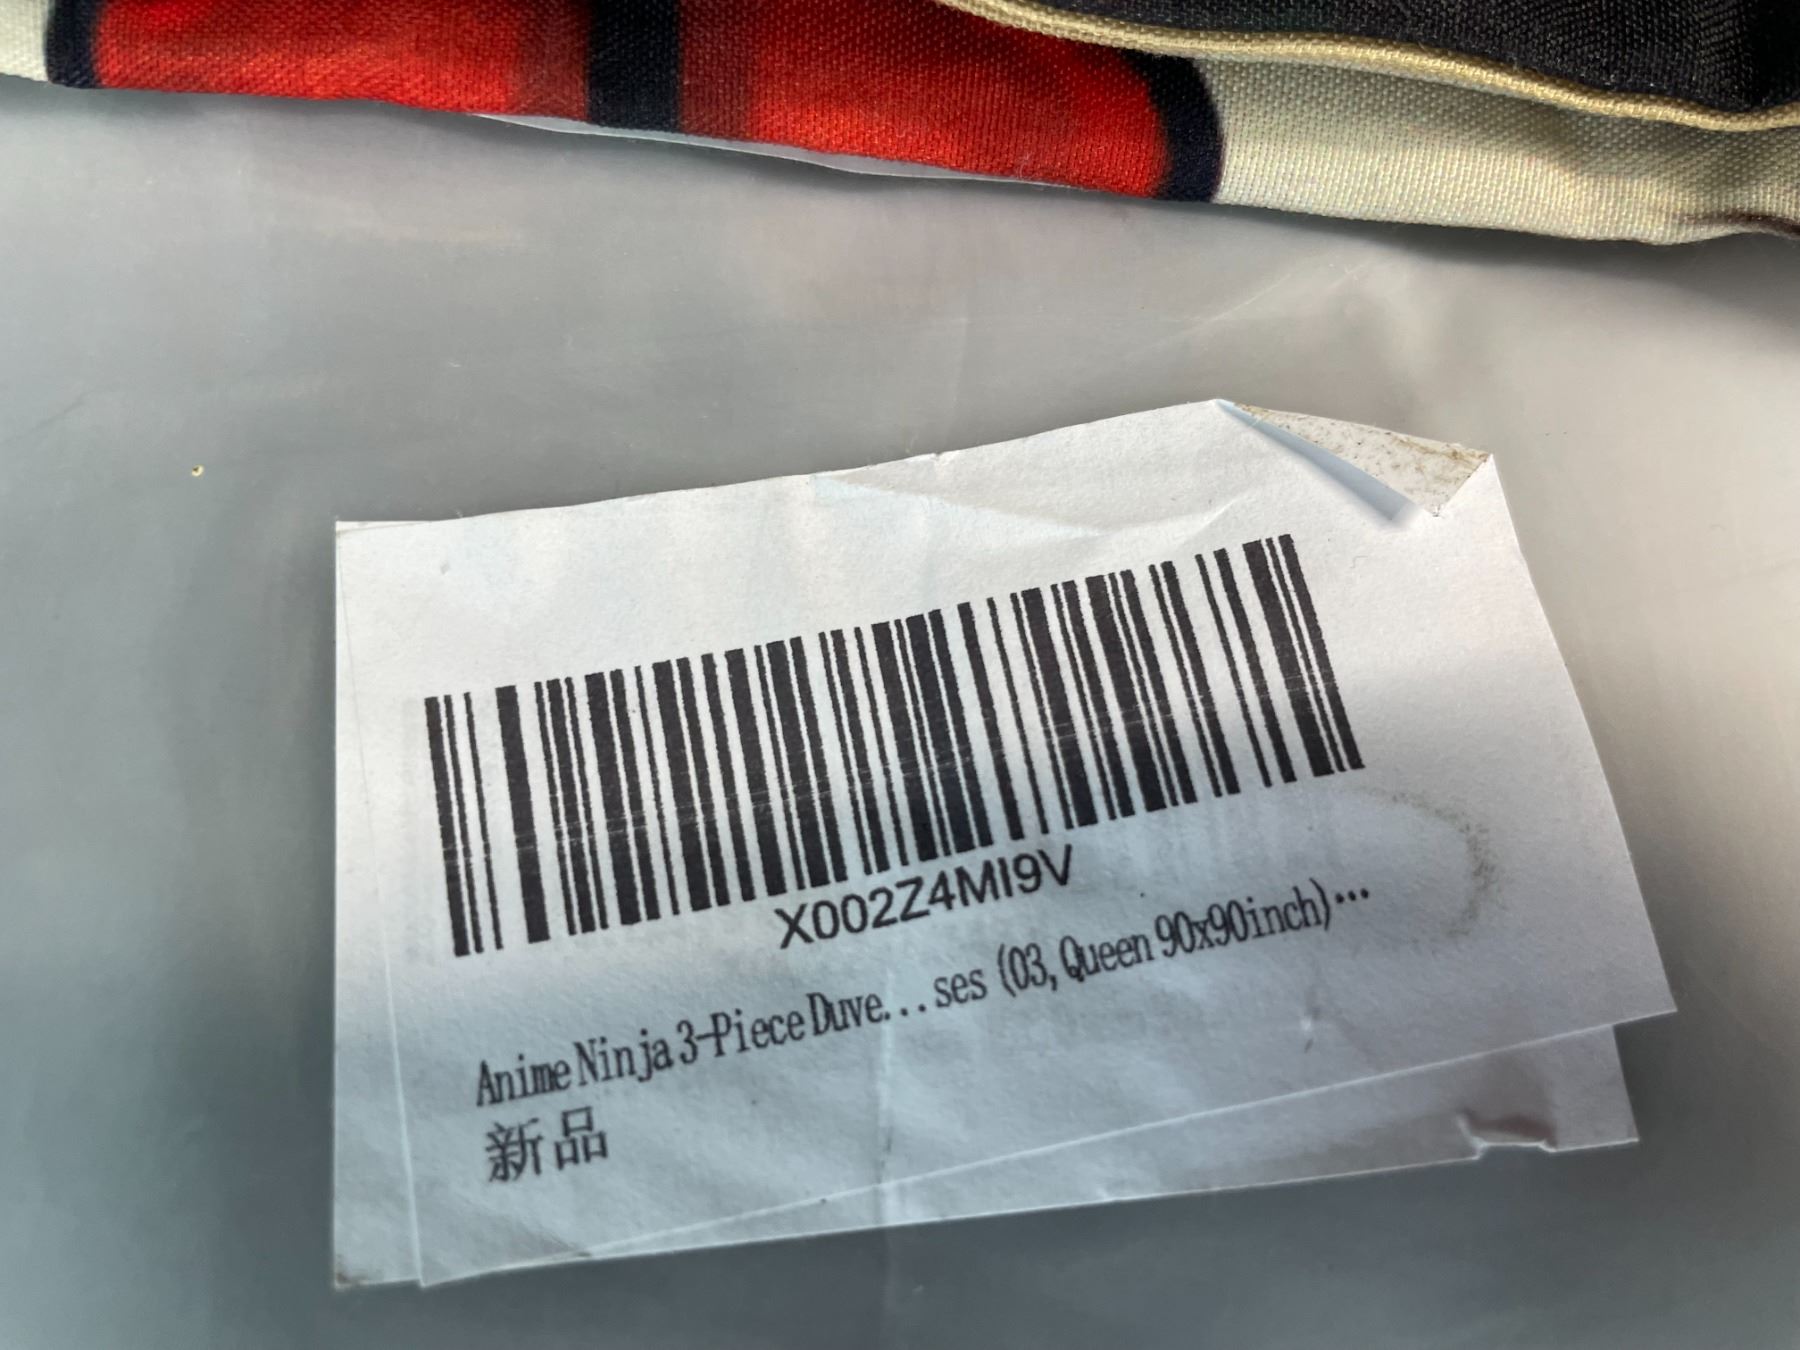 X002Z4MI9V
Anime Ninja 3-Piece Duve...ses (03, Queen 90x90inch)...
新品